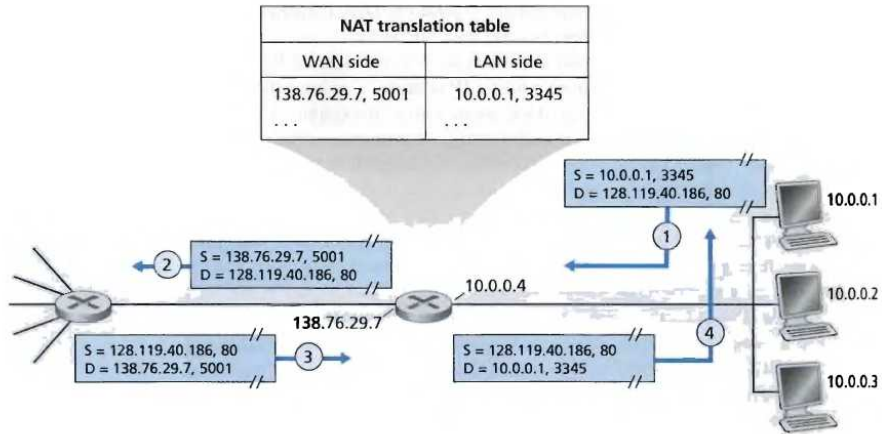 NAT translation table
WAN side LAN side
138.76.29.7, 5001 10.0.0.1, 3345
... ...
S = 10.0.0.1, 3345
D = 128.119.40.186, 80
10.0.0.1
1
2
S = 138.76.29.7, 5001
D = 128.119.40.186, 80
10.0.0.4
10.0.0.2
138.76.29.7
4
S = 128.119.40.186, 80
D = 138.76.29.7, 5001
3
S = 128.119.40.186, 80
D = 10.0.0.1, 3345
10.0.0.3